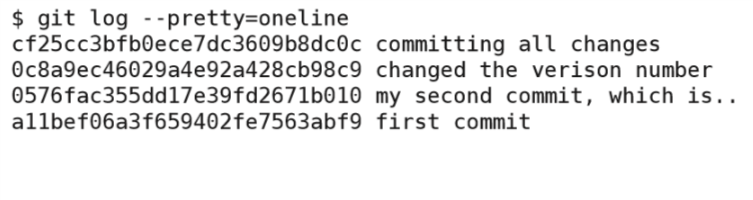 $ git log --pretty=oneline
cf25cc3bfb0ece7dc3609b8dc0c committing all changes
0c8a9ec46029a4e92a428cb98c9 changed the verison number
0576fac355dd17e39fd2671b010 my second commit, which is..
a11bef06a3f659402fe7563abf9 first commit